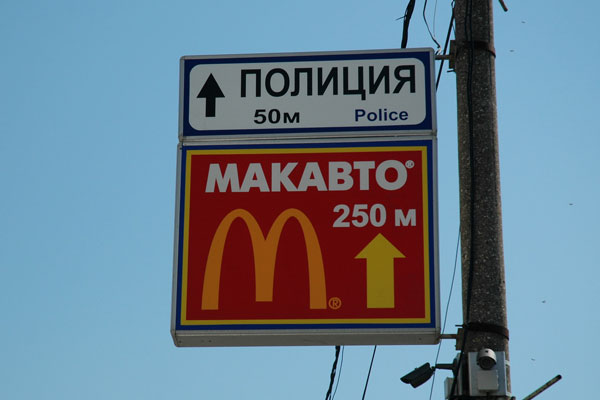 ПОЛИЦИЯ
50м Police
МАКАВТО®
250 м
M®